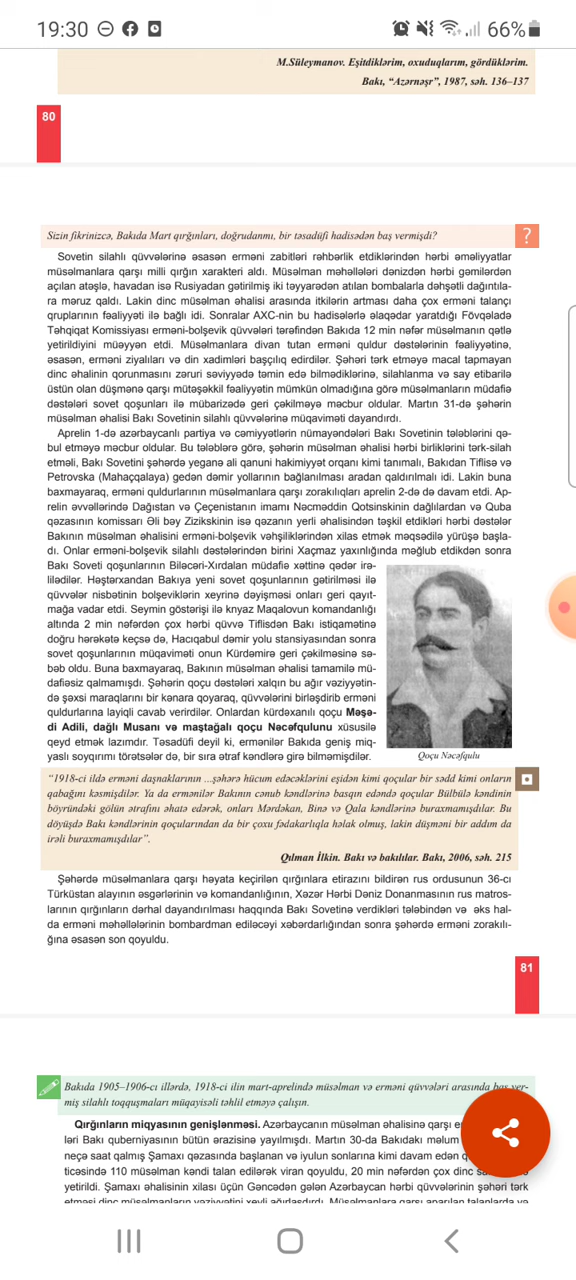 19:30
66%
M.Süleymanov. Eşitdiklərim, oxuduqlarım, gördüklərim.
Bakı, “Azərnəşr”, 1987, səh. 136–137
80
Sizin fikrinizcə, Bakıda Mart qırğınları, doğrudanmı, bir təsadüfi hadisədən baş vermişdi?
?
Sovetin silahlı qüvvələrinə əsasən erməni zabitləri rəhbərlik etdiklərindən hərbi əməliyyatlar
müsəlmanlara qarşı milli qırğın xarakteri aldı. Müsəlman məhəllələri dənizdən hərbi gəmilərdən
açılan atəşlə, havadan isə Rusiyadan gətirilmiş iki təyyarədən atılan bombalarla dəhşətli dağıntıla-
ra məruz qaldı. Lakin dinc müsəlman əhalisi arasında itkilərin artması daha çox erməni talançı
qruplarının fəaliyyəti ilə bağlı idi. Sonralar AXC-nin bu hadisələrlə əlaqədar yaratdığı Fövqəladə
Təhqiqat Komissiyası erməni-bolşevik qüvvələri tərəfindən Bakıda 12 min nəfər müsəlmanın qətlə
yetirildiyini müəyyən etdi. Müsəlmanlara divan tutan erməni quldur dəstələrinin fəaliyyətinə,
əsasən, erməni ziyalıları və din xadimləri başçılıq edirdilər. Şəhəri tərk etməyə macal tapmayan
dinc əhalinin qorunmasını zəruri səviyyədə təmin edə bilmədiklərinə, silahlanma və say etibarilə
üstün olan düşmənə qarşı mütəşəkkil fəaliyyətin mümkün olmadığına görə müsəlmanların müdafiə
dəstələri sovet qoşunları ilə mübarizədə geri çəkilməyə məcbur oldular. Martın 31-də şəhərin
müsəlman əhalisi Bakı Sovetinin silahlı qüvvələrinə müqaviməti dayandırdı.
Aprelin 1-də azərbaycanlı partiya və cəmiyyətlərin nümayəndələri Bakı Sovetinin tələblərini qə-
bul etməyə məcbur oldular. Bu tələblərə görə, şəhərin müsəlman əhalisi hərbi birliklərini tərk-silah
etməli, Bakı Sovetini şəhərdə yeganə ali qanuni hakimiyyət orqanı kimi tanımalı, Bakıdan Tiflisə və
Petrovska (Mahaçqalaya) gedən dəmir yollarının bağlanılması aradan qaldırılmalı idi. Lakin buna
baxmayaraq, erməni quldurlarının müsəlmanlara qarşı zorakılıqları aprelin 2-də də davam etdi. Ap-
relin əvvəllərində Dağıstan və Çeçenistanın imamı Nəcməddin Qotsinskinin dağlılardan və Quba
qəzasının komissarı Əli bəy Zizikskinin isə qəzanın yerli əhalisindən təşkil etdikləri hərbi dəstələr
Bakının müsəlman əhalisini erməni-bolşevik vəhşiliklərindən xilas etmək məqsədilə yürüşə başla-
dı. Onlar erməni-bolşevik silahlı dəstələrindən birini Xaçmaz yaxınlığında məğlub etdikdən sonra
Bakı Soveti qoşunlarının Biləcəri-Xırdalan müdafiə xəttinə qədər irə-
lilədilər. Həştərxandan Bakıya yeni sovet qoşunlarının gətirilməsi ilə
qüvvələr nisbətinin bolşeviklərin xeyrinə dəyişməsi onları geri qayıt-
mağa vadar etdi. Seymin göstərişi ilə knyaz Maqalovun komandanlığı
altında 2 min nəfərdən çox hərbi qüvvə Tiflisdən Bakı istiqamətinə
doğru hərəkətə keçsə də, Hacıqabul dəmir yolu stansiyasından sonra
sovet qoşunlarının müqaviməti onun Kürdəmirə geri çəkilməsinə sə-
bəb oldu. Buna baxmayaraq, Bakının müsəlman əhalisi tamamilə mü-
dafiəsiz qalmamışdı. Şəhərin qoçu dəstələri xalqın bu ağır vəziyyətin-
də şəxsi maraqlarını bir kənara qoyaraq, qüvvələrini birləşdirib erməni
quldurlarına layiqli cavab verirdilər. Onlardan kürdəxanılı qoçu Məşə-
di Adili, dağlı Musanı və maştağalı qoçu Nəcəfqulunu xüsusilə
qeyd etmək lazımdır. Təsadüfi deyil ki, ermənilər Bakıda geniş miq-
yaslı soyqırımı törətsələr də, bir sıra ətraf kəndlərə girə bilməmişdilər.
Qoçu Nəcəfqulu
“1918-ci ildə erməni daşnaklarının ...şəhərə hücum edəcəklərini eşidən kimi qoçular bir sədd kimi onların
qabağını kəsmişdilər. Ya da ermənilər Bakının cənub kəndlərinə basqın edəndə qoçular Bülbülə kəndinin
böyründəki gölün ətrafını əhatə edərək, onları Mərdəkan, Binə və Qala kəndlərinə buraxmamışdılar. Bu
döyüşdə Bakı kəndlərinin qoçularından da bir çoxu fədakarlıqla həlak olmuş, lakin düşməni bir addım da
irəli buraxmamışdılar”.
Qılman İlkin. Bakı və bakılılar. Bakı, 2006, səh. 215
Şəhərdə müsəlmanlara qarşı həyata keçirilən qırğınlara etirazını bildirən rus ordusunun 36-cı
Türküstan alayının əsgərlərinin və komandanlığının, Xəzər Hərbi Dəniz Donanmasının rus matros-
larının qırğınların dərhal dayandırılması haqqında Bakı Sovetinə verdikləri tələbindən və əks hal-
da erməni məhəllələrinin bombardman ediləcəyi xəbərdarlığından sonra şəhərdə erməni zorakılı-
ğına əsasən son qoyuldu.
81
Bakıda 1905–1906-cı illərdə, 1918-ci ilin mart-aprelində müsəlman və erməni qüvvələri arasında baş ver-
miş silahlı toqquşmaları müqayisəli təhlil etməyə çalışın.
Qırğınların miqyasının genişlənməsi. Azərbaycanın müsəlman əhalisinə qarşı
ləri Bakı quberniyasının bütün ərazisinə yayılmışdı. Martın 30-da Bakıdakı məlum
neçə saat qalmış Şamaxı qəzasında başlanan və iyulun sonlarına kimi davam edən
ticəsində 110 müsəlman kəndi talan edilərək viran qoyuldu, 20 min nəfərdən çox dinc
yetirildi. Şamaxı əhalisinin xilası üçün Gəncədən gələn Azərbaycan hərbi qüvvələrinin şəhəri tərk
etməsi dinc müsəlmanların vəziyyətini xeyli ağırlaşdırdı. Müsəlmanlara qarşı aparılan talanlarda və